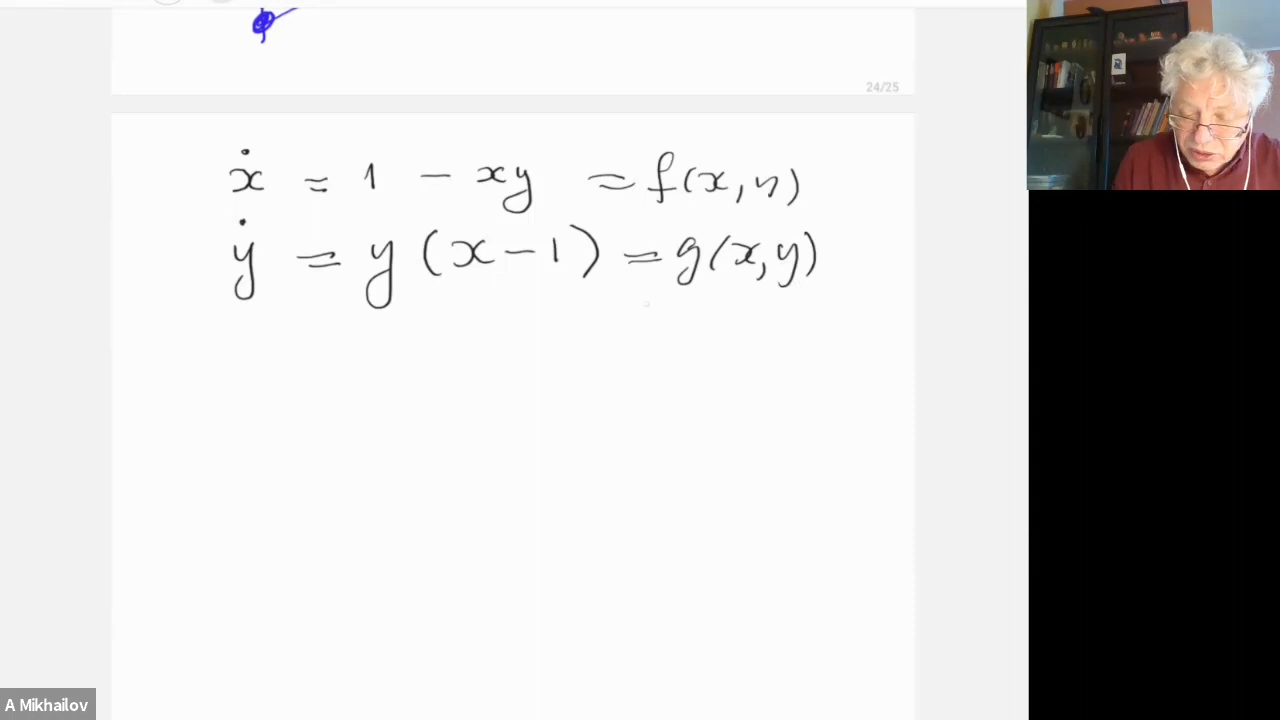 24/25
ẋ = 1 - xy = f(x,y)
ẏ = y(x-1) = g(x,y)
A Mikhailov